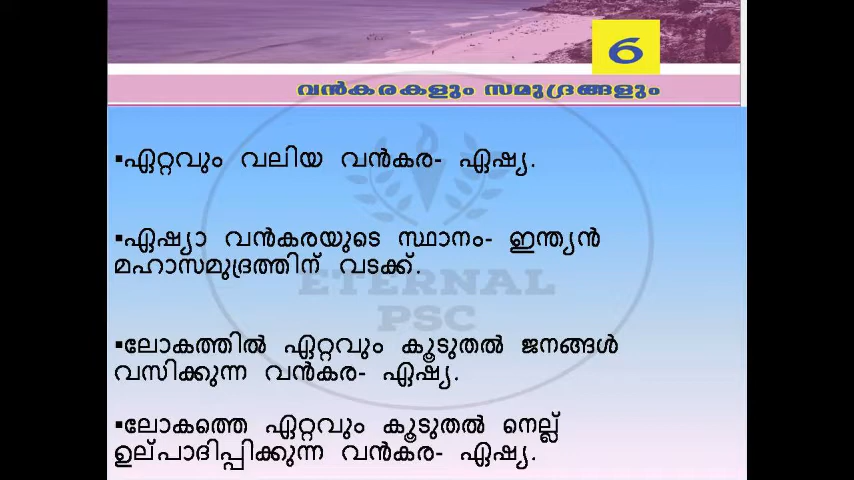 6
വൻകരകളും സമുദ്രങ്ങളും
▪ഏറ്റവും വലിയ വൻകര- ഏഷ്യ.
▪ഏഷ്യാ വൻകരയുടെ സ്ഥാനം- ഇന്ത്യൻ
മഹാസമുദ്രത്തിന് വടക്ക്.
ETERNAL
PSC
▪ലോകത്തിൽ ഏറ്റവും കൂടുതൽ ജനങ്ങൾ
വസിക്കുന്ന വൻകര- ഏഷ്യ.
▪ലോകത്തെ ഏറ്റവും കൂടുതൽ നെല്ല്
ഉല്പാദിപ്പിക്കുന്ന വൻകര- ഏഷ്യ.